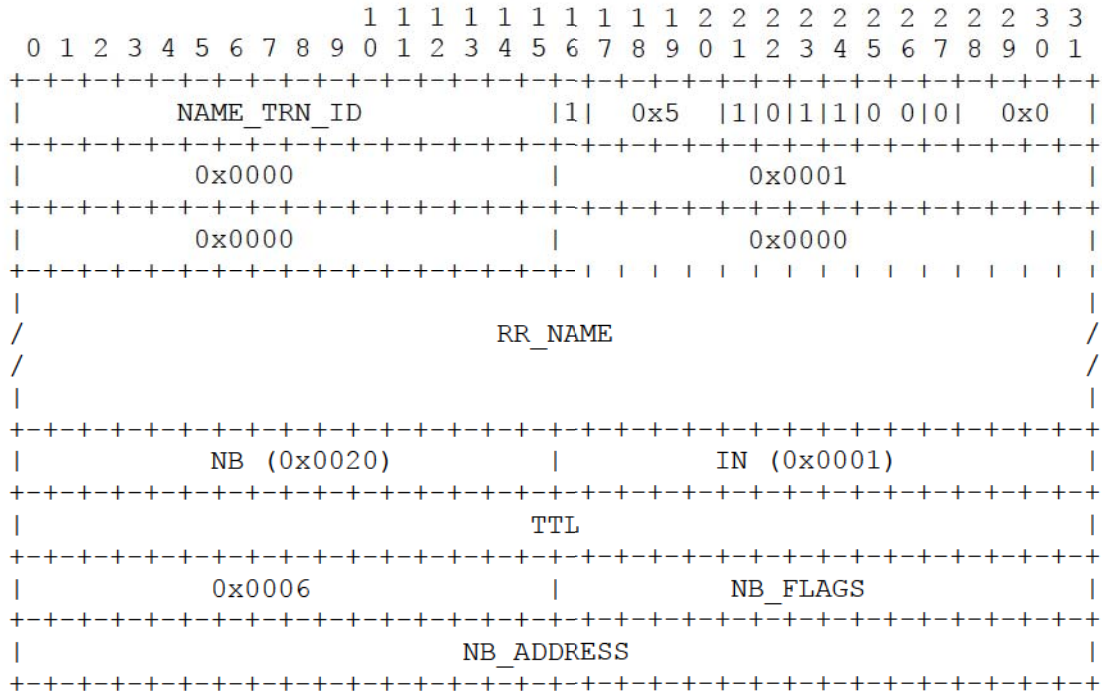 1 1 1 1 1 1 1 1 1 1 2 2 2 2 2 2 2 2 2 2 3 3
 0 1 2 3 4 5 6 7 8 9 0 1 2 3 4 5 6 7 8 9 0 1 2 3 4 5 6 7 8 9 0 1
+-+-+-+-+-+-+-+-+-+-+-+-+-+-+-+-+-+-+-+-+-+-+-+-+-+-+-+-+-+-+-+-+
|         NAME_TRN_ID           |1|  0x5  |1|0|1|1|0 0|0|  0x0  |
+-+-+-+-+-+-+-+-+-+-+-+-+-+-+-+-+-+-+-+-+-+-+-+-+-+-+-+-+-+-+-+-+
|          0x0000               |           0x0001              |
+-+-+-+-+-+-+-+-+-+-+-+-+-+-+-+-+-+-+-+-+-+-+-+-+-+-+-+-+-+-+-+-+
|          0x0000               |           0x0000              |
+-+-+-+-+-+-+-+-+-+-+-+-+-+-+-+-+-+-+-+-+-+-+-+-+-+-+-+-+-+-+-+-+
|                                                               |
/                            RR_NAME                            /
/                                                               /
|                                                               |
+-+-+-+-+-+-+-+-+-+-+-+-+-+-+-+-+-+-+-+-+-+-+-+-+-+-+-+-+-+-+-+-+
|           NB (0x0020)         |         IN (0x0001)           |
+-+-+-+-+-+-+-+-+-+-+-+-+-+-+-+-+-+-+-+-+-+-+-+-+-+-+-+-+-+-+-+-+
|                              TTL                              |
+-+-+-+-+-+-+-+-+-+-+-+-+-+-+-+-+-+-+-+-+-+-+-+-+-+-+-+-+-+-+-+-+
|           0x0006              |          NB_FLAGS             |
+-+-+-+-+-+-+-+-+-+-+-+-+-+-+-+-+-+-+-+-+-+-+-+-+-+-+-+-+-+-+-+-+
|                          NB_ADDRESS                           |
+-+-+-+-+-+-+-+-+-+-+-+-+-+-+-+-+-+-+-+-+-+-+-+-+-+-+-+-+-+-+-+-+